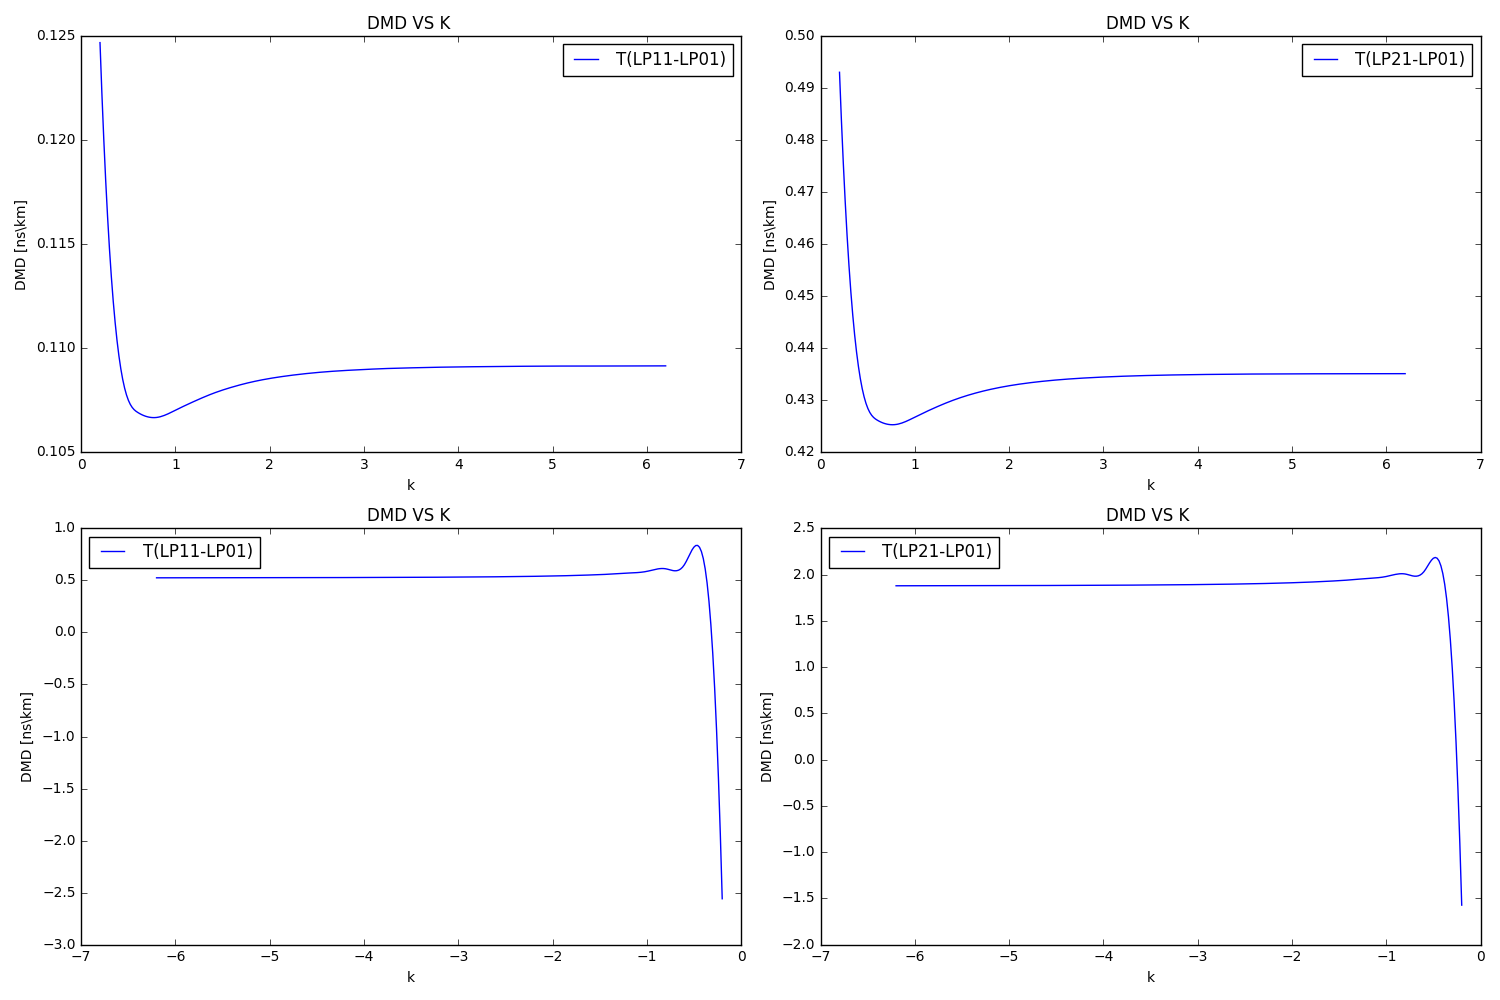 DMD VS K
T(LP11-LP01)
0.125
0.120
0.115
0.110
0.105
DMD [ns\km]
0 1 2 3 4 5 6 7
k
DMD VS K
T(LP21-LP01)
0.50
0.49
0.48
0.47
0.46
0.45
0.44
0.43
0.42
DMD [ns\km]
0 1 2 3 4 5 6 7
k
DMD VS K
T(LP11-LP01)
1.0
0.5
0.0
−0.5
−1.0
−1.5
−2.0
−2.5
−3.0
DMD [ns\km]
−7 −6 −5 −4 −3 −2 −1 0
k
DMD VS K
T(LP21-LP01)
2.5
2.0
1.5
1.0
0.5
0.0
−0.5
−1.0
−1.5
−2.0
DMD [ns\km]
−7 −6 −5 −4 −3 −2 −1 0
k